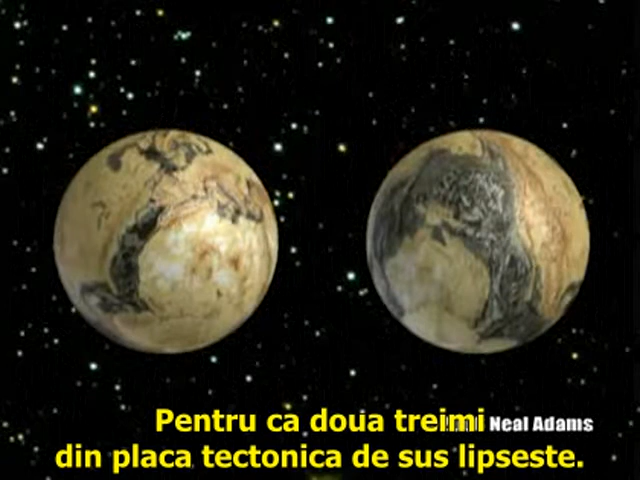 Pentru ca doua treimi
Neal Adams
din placa tectonica de sus lipseste.